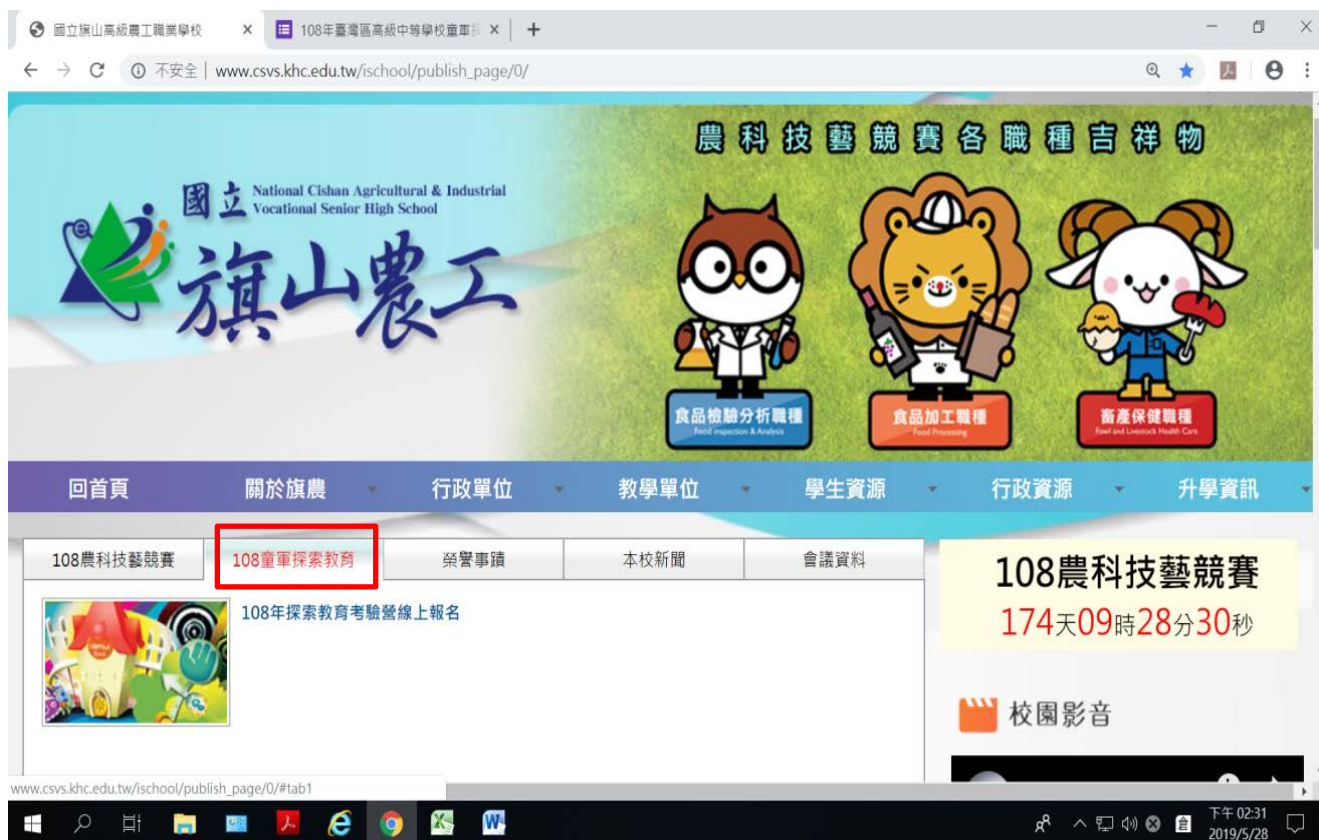 國立旗山高級農工職業學校
108年臺灣區高級中等學校童軍
不安全 | www.csvs.khc.edu.tw/ischool/publish_page/0/
農科技藝競賽各職種吉祥物
國立 National Cishan Agricultural & Industrial
Vocational Senior High School
旗山農工
食品檢驗分析職種
Food inspection & Analysis
食品加工職種
Food Processing
畜產保健職種
Fowl and Livestock Health Care
回首頁 關於旗農 行政單位 教學單位 學生資源 行政資源 升學資訊
108農科技藝競賽 108童軍探索教育 榮譽事蹟 本校新聞 會議資料
108年探索教育考驗營線上報名
108農科技藝競賽
174天09時28分30秒
校園影音
www.csvs.khc.edu.tw/ischool/publish_page/0/#tab1
下午 02:31
2019/5/28